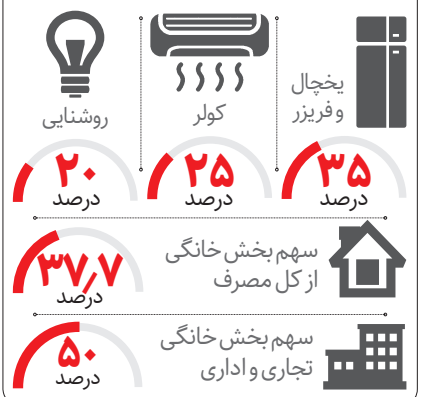 یخچال
و فریزر
۳۵
درصد
کولر
۲۵
درصد
روشنایی
۲۰
درصد
سهم بخش خانگی
از کل مصرف
۳۷٫۷
درصد
سهم بخش خانگی
تجاری و اداری
۵۰
درصد